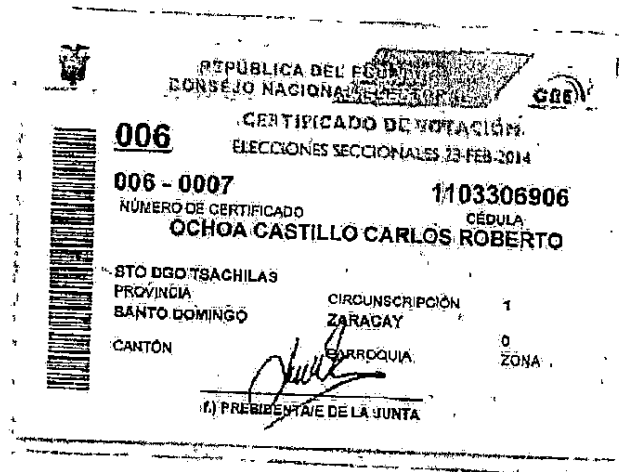 REPÚBLICA DEL ECUADOR
CONSEJO NACIONAL ELECTORAL
CNE
CERTIFICADO DE VOTACIÓN
006
ELECCIONES SECCIONALES 23-FEB-2014
006 - 0007
1103306906
NÚMERO DE CERTIFICADO
CÉDULA
OCHOA CASTILLO CARLOS ROBERTO
STO DGO TSACHILAS
PROVINCIA
CIRCUNSCRIPCIÓN 1
SANTO DOMINGO
ZARACAY
0
CANTÓN
PARROQUIA
ZONA
f.) PRESIDENTA/E DE LA JUNTA